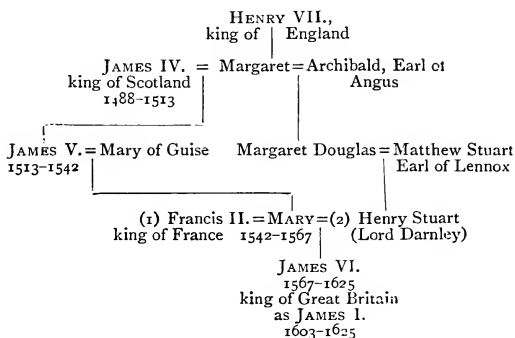 HENRY VII.,
king of England
JAMES IV. = Margaret = Archibald, Earl of
king of Scotland Angus
1488-1513
JAMES V. = Mary of Guise Margaret Douglas = Matthew Stuart
1513-1542 Earl of Lennox
(1) Francis II. = MARY = (2) Henry Stuart
king of France 1542-1567 (Lord Darnley)
JAMES VI.
1567-1625
king of Great Britain
as JAMES I.
1603-1625